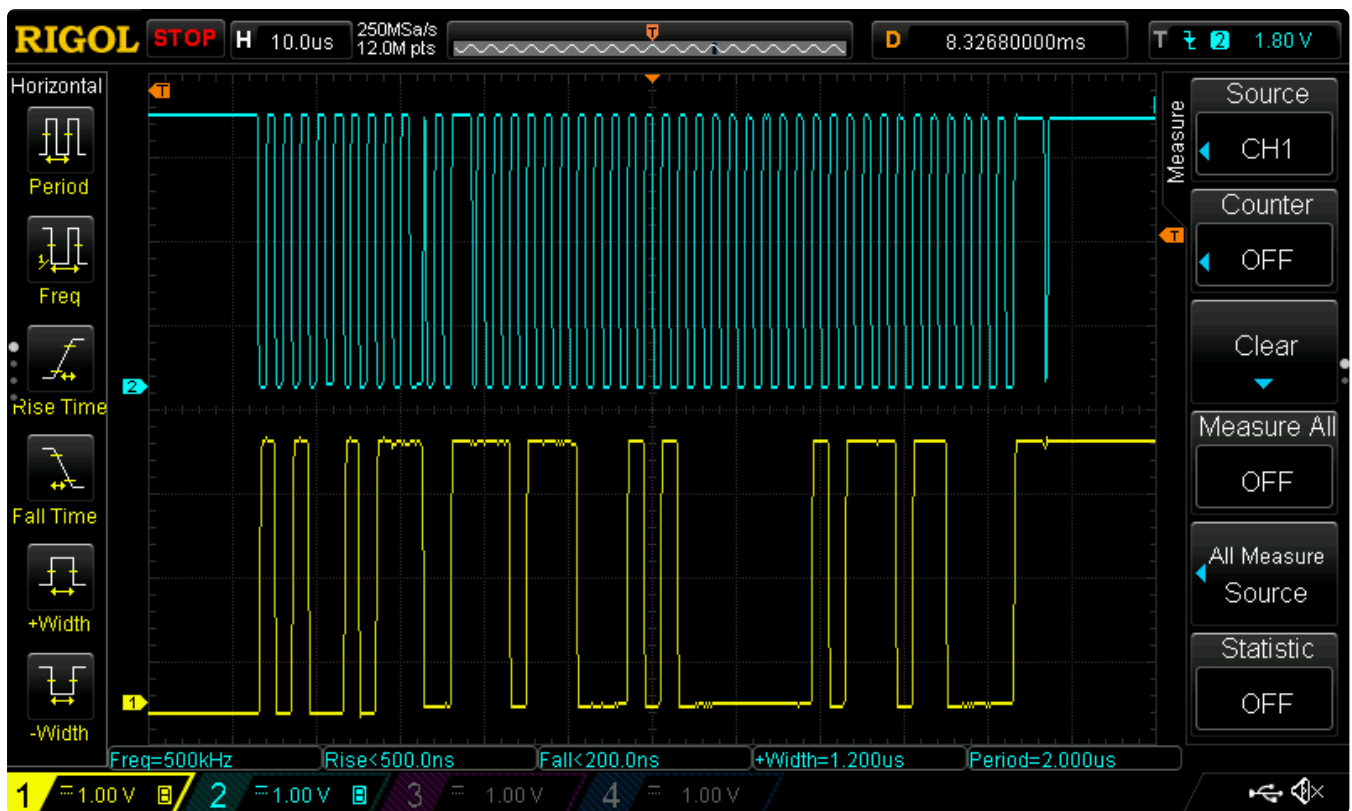 RIGOL STOP H 10.0us 250MSa/s D 8.32680000ms T 2 1.80 V
12.0M pts
T
Horizontal
Period
Freq
Rise Time
Fall Time
+Width
-Width
T
2
1
T
Measure
Source
CH1
Counter
OFF
Clear
Measure All
OFF
All Measure
Source
Statistic
OFF
Freq=500kHz Rise<500.0ns Fall<200.0ns +Width=1.200us Period=2.000us
1 1.00 V B 2 1.00 V B 3 1.00 V 4 1.00 V